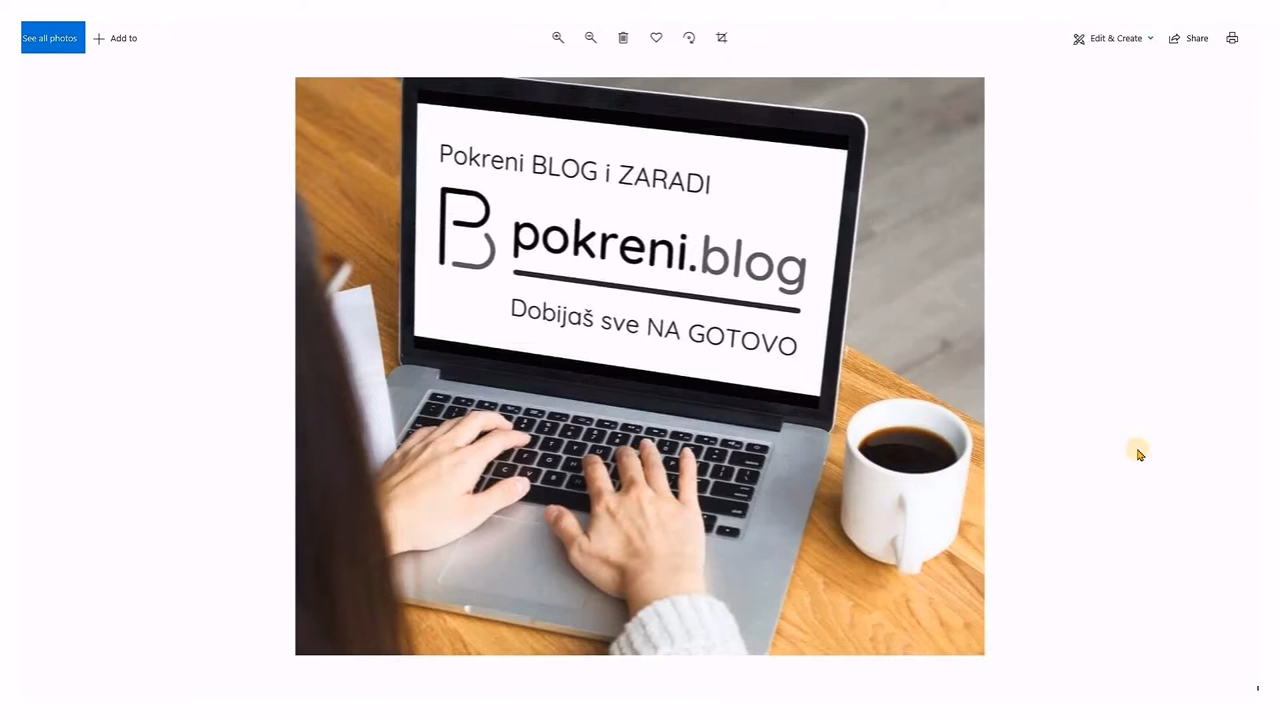 See all photos
Add to
Edit & Create
Share
Pokreni BLOG i ZARADI
B pokreni.blog
Dobijaš sve NA GOTOVO